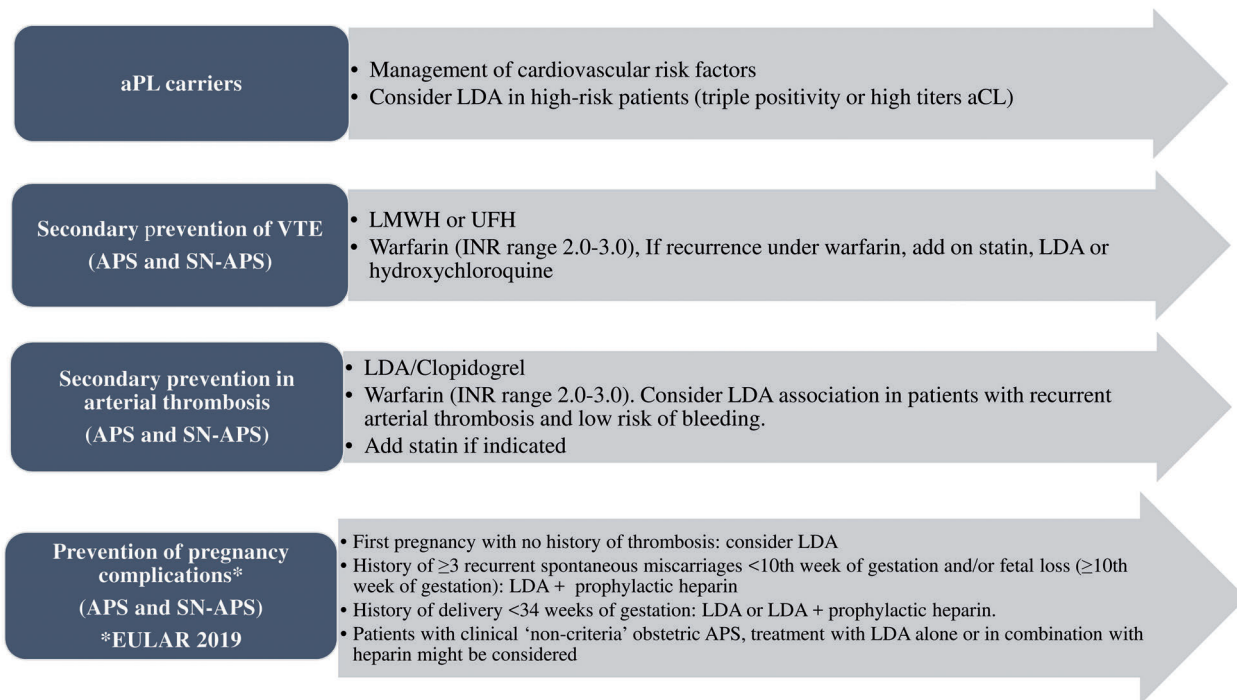 aPL carriers
• Management of cardiovascular risk factors
• Consider LDA in high-risk patients (triple positivity or high titers aCL)
Secondary prevention of VTE
(APS and SN-APS)
• LMWH or UFH
• Warfarin (INR range 2.0-3.0), If recurrence under warfarin, add on statin, LDA or
hydroxychloroquine
Secondary prevention in
arterial thrombosis
(APS and SN-APS)
• LDA/Clopidogrel
• Warfarin (INR range 2.0-3.0). Consider LDA association in patients with recurrent
arterial thrombosis and low risk of bleeding.
• Add statin if indicated
Prevention of pregnancy
complications*
(APS and SN-APS)
*EULAR 2019
• First pregnancy with no history of thrombosis: consider LDA
• History of ≥3 recurrent spontaneous miscarriages <10th week of gestation and/or fetal loss (≥10th
week of gestation): LDA + prophylactic heparin
• History of delivery <34 weeks of gestation: LDA or LDA + prophylactic heparin.
• Patients with clinical ‘non-criteria’ obstetric APS, treatment with LDA alone or in combination with
heparin might be considered